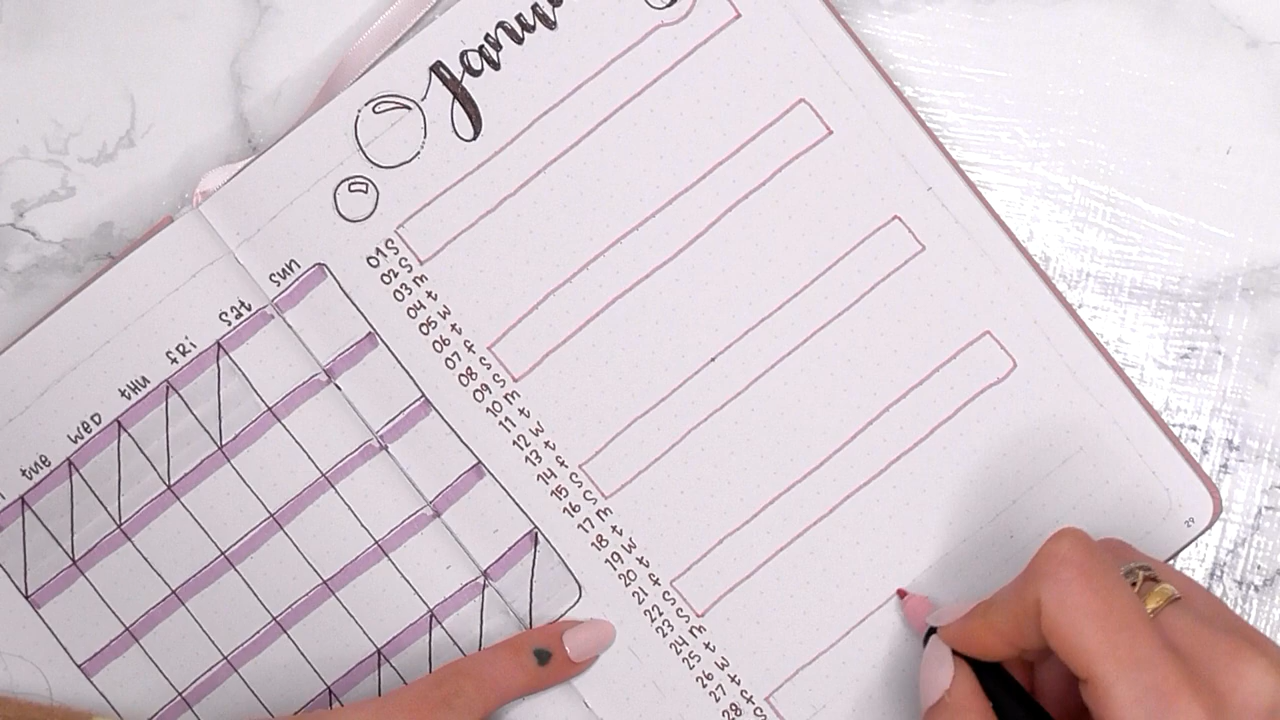 Janu
tue WED tHU fRi Sat Sun
01 S
02 S
03 m
04 t
05 w
06 t
07 f
08 S
09 S
10 m
11 t
12 w
13 t
14 f
15 S
16 S
17 m
18 t
19 w
20 t
21 f
22 S
23 S
24 m
25 t
26 w
27 t
28 f
S
29